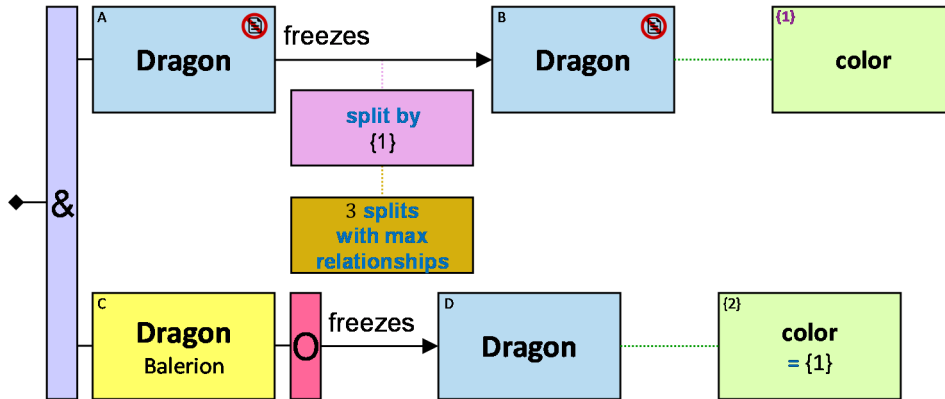 A
Dragon
freezes
B
Dragon
{1}
color
split by
{1}
3 splits
with max
relationships
&
C
Dragon
Balerion
O
freezes
D
Dragon
{2}
color
= {1}